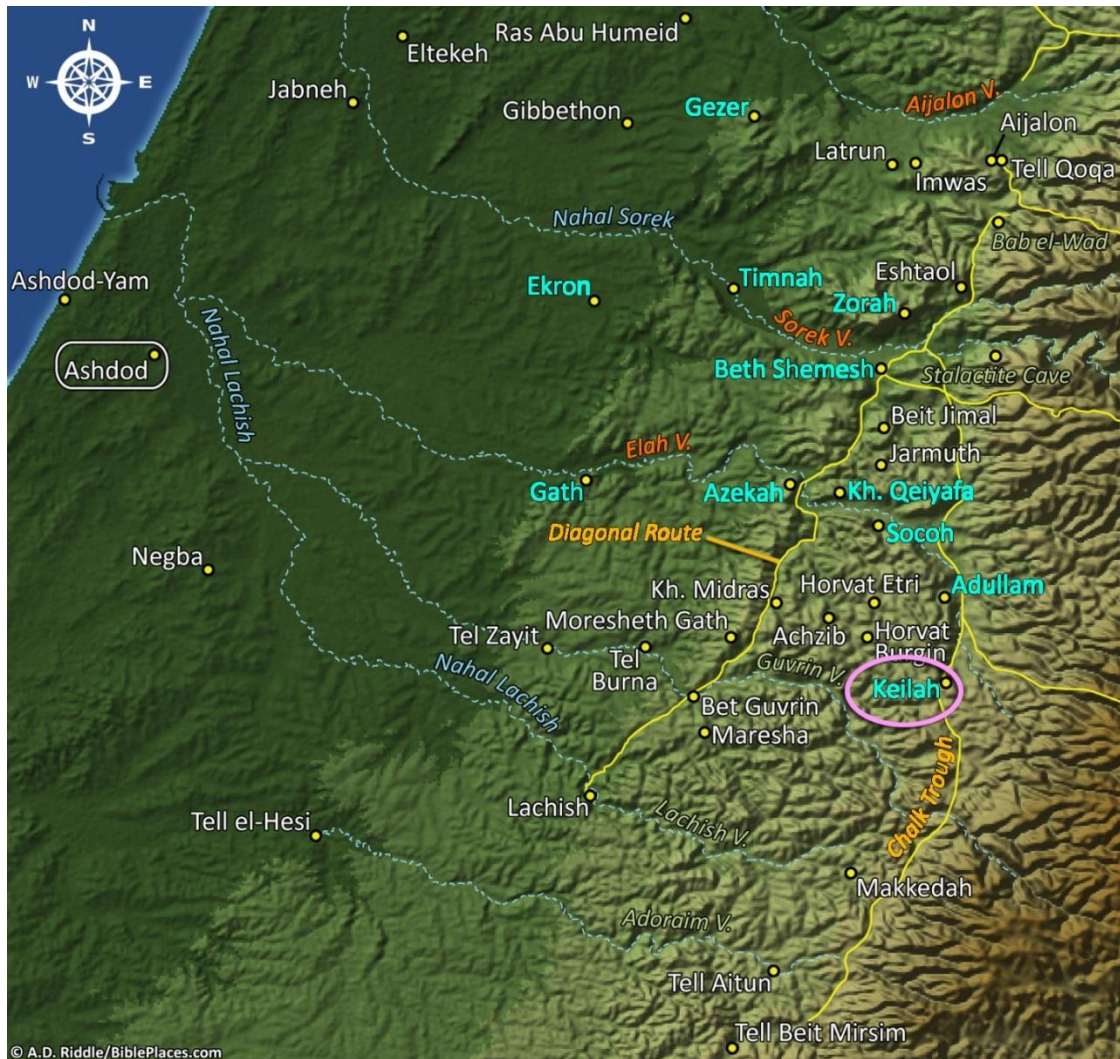 N
W
E
S
Ras Abu Humeid
Eltekeh
Jabneh
Gibbethon
Gezer
Aijalon V.
Aijalon
Latrun
Imwas
Tell Qoqa
Nahal Sorek
Bab el-Wad
Ashdod-Yam
Ekron
Timnah
Eshtaol
Zorah
Sorek V.
Nahal Lachish
Ashdod
Beth Shemesh
Stalactite Cave
Beit Jimal
Elah V.
Jarmuth
Gath
Azekah
Kh. Qeiyafa
Diagonal Route
Socoh
Negba
Kh. Midras
Horvat Etri
Adullam
Moresheth Gath
Tel Zayit
Achzib
Horvat
Burgin
Tel
Burna
Guvrin V.
Nahal Lachish
Keilah
Bet Guvrin
Maresha
Chalk Trough
Lachish
Tell el-Hesi
Lachish V.
Makkedah
Adoraim V.
Tell Aitun
Tell Beit Mirsim
© A.D. Riddle/BiblePlaces.com